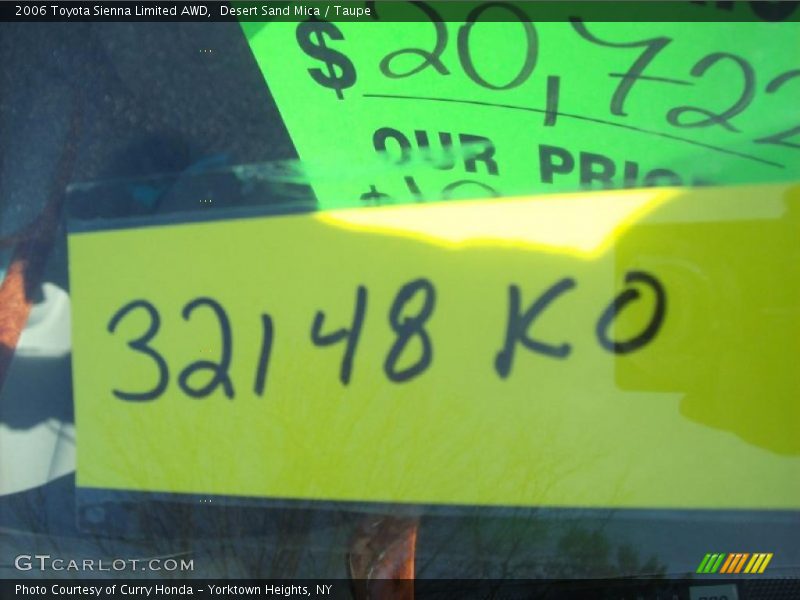 2006 Toyota Sienna Limited AWD,  Desert Sand Mica / Taupe
$20,722
OUR PRICE
32148 KO
GTCARLOT.COM
Photo Courtesy of Curry Honda – Yorktown Heights, NY